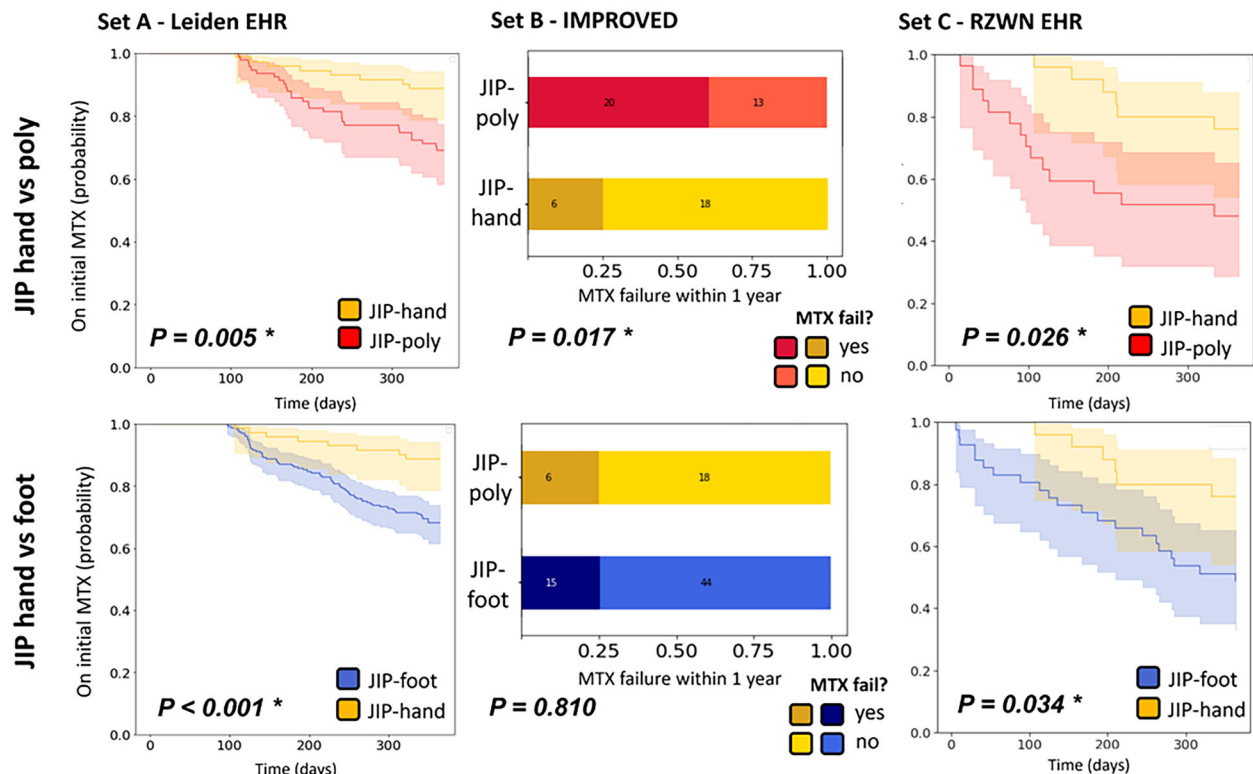 Set A - Leiden EHR
Set B - IMPROVED
Set C - RZWN EHR
JIP hand vs poly
On initial MTX (probability)
1.0
0.8
0.6
0.4
0.2
0.0
0
100
200
300
Time (days)
P = 0.005 *
JIP-hand
JIP-poly
JIP-
poly
20
13
JIP-
hand
6
18
0.25
0.50
0.75
1.00
MTX failure within 1 year
P = 0.017 *
MTX fail?
yes
no
1.0
0.8
0.6
0.4
0.2
0.0
0
100
200
300
Time (days)
P = 0.026 *
JIP-hand
JIP-poly
JIP hand vs foot
On initial MTX (probability)
1.0
0.8
0.6
0.4
0.2
0.0
0
100
200
300
Time (days)
P < 0.001 *
JIP-foot
JIP-hand
JIP-
poly
6
18
JIP-
foot
15
44
0.25
0.50
0.75
1.00
MTX failure within 1 year
P = 0.810
MTX fail?
yes
no
1.0
0.8
0.6
0.4
0.2
0.0
0
100
200
300
Time (days)
P = 0.034 *
JIP-foot
JIP-hand